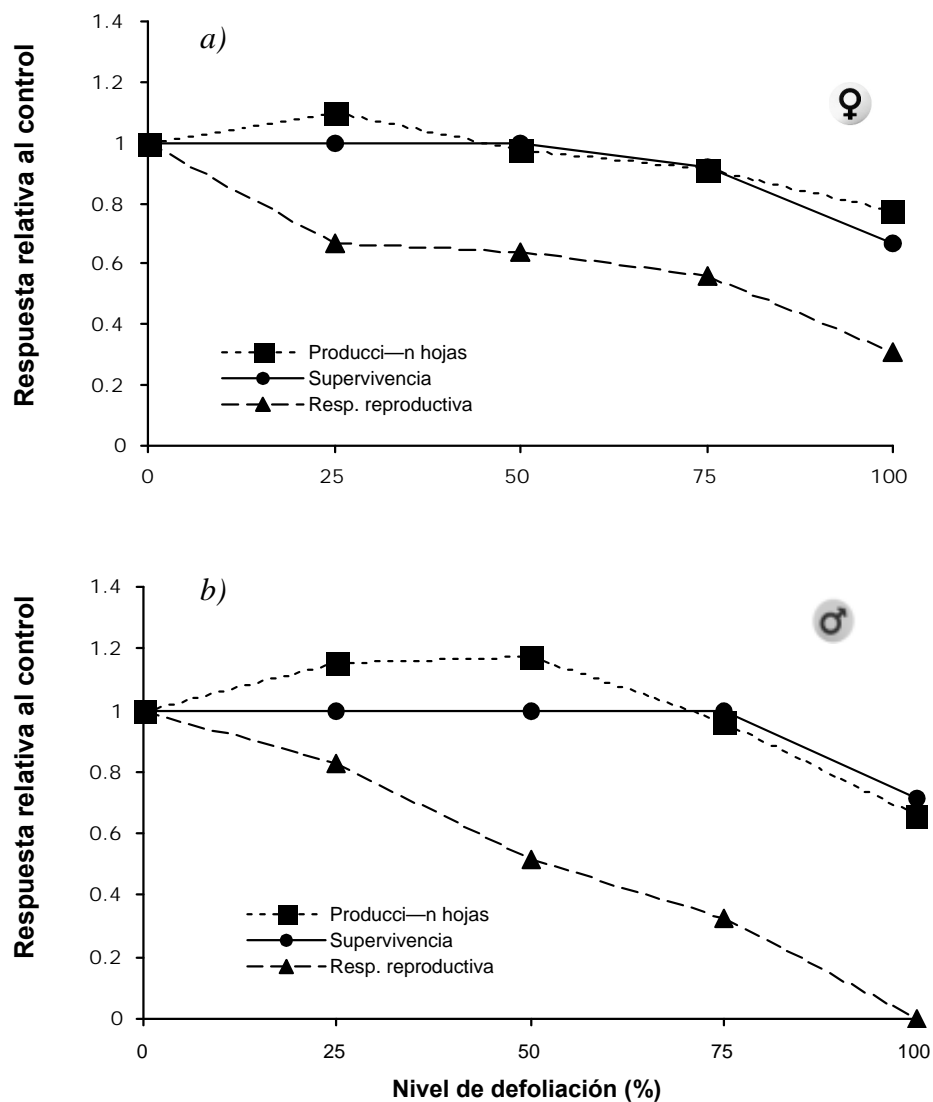 a)
Respuesta relativa al control
1.4
1.2
1
0.8
0.6
0.4
0.2
0
♀
Producci—n hojas
Supervivencia
Resp. reproductiva
0 25 50 75 100
b)
Respuesta relativa al control
1.4
1.2
1
0.8
0.6
0.4
0.2
0
♂
Producci—n hojas
Supervivencia
Resp. reproductiva
0 25 50 75 100
Nivel de defoliación (%)